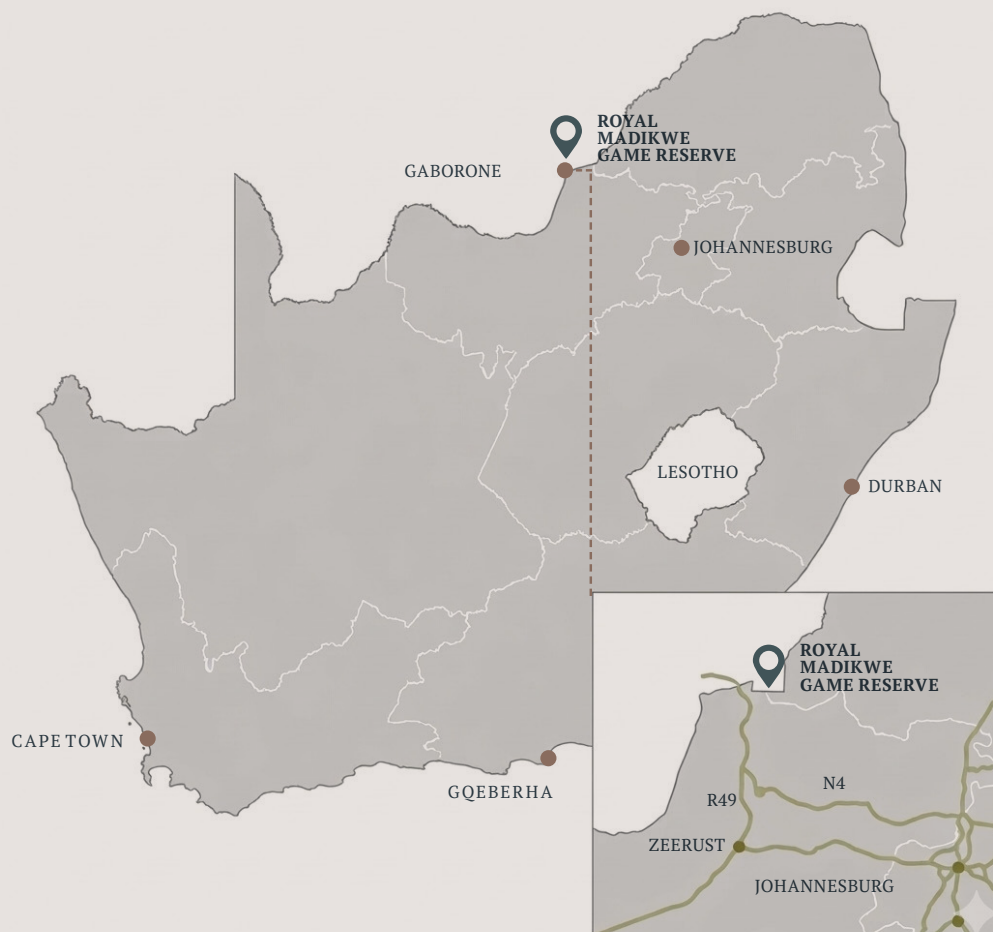 ROYAL
MADIKWE
GAME RESERVE
GABORONE
JOHANNESBURG
LESOTHO
DURBAN
CAPE TOWN
GQEBERHA
ROYAL
MADIKWE
GAME RESERVE
N4
R49
ZEERUST
JOHANNESBURG